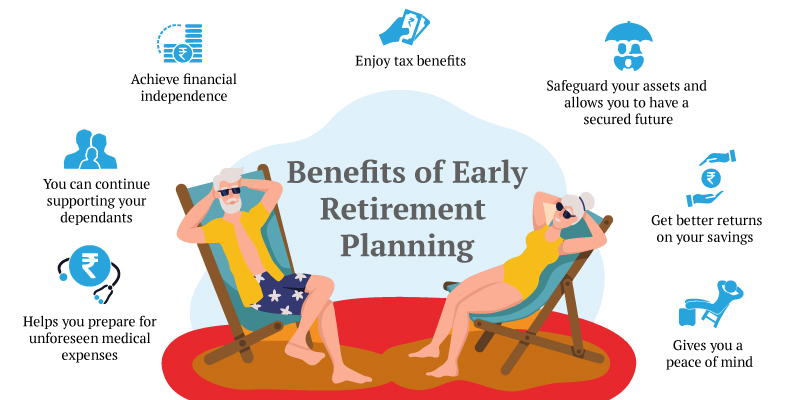 Enjoy tax benefits
Achieve financial
independence
Safeguard your assets and
allows you to have a
secured future
Benefits of Early
Retirement
Planning
You can continue
supporting your
dependants
Get better returns
on your savings
Helps you prepare for
unforeseen medical
expenses
Gives you a
peace of mind
₹
₹
₹
₹